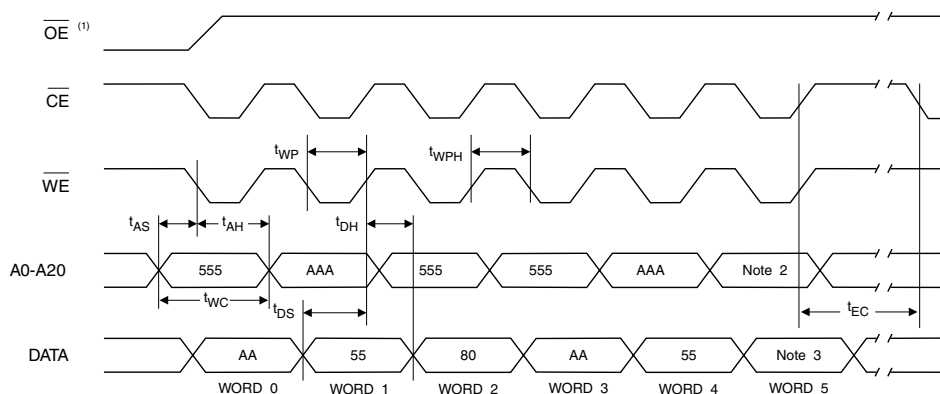 OE (1)
CE
tWP
tWPH
WE
tAS
tAH
tDH
A0-A20
555
AAA
555
555
AAA
Note 2
tWC
tDS
tEC
DATA
AA
55
80
AA
55
Note 3
WORD 0
WORD 1
WORD 2
WORD 3
WORD 4
WORD 5